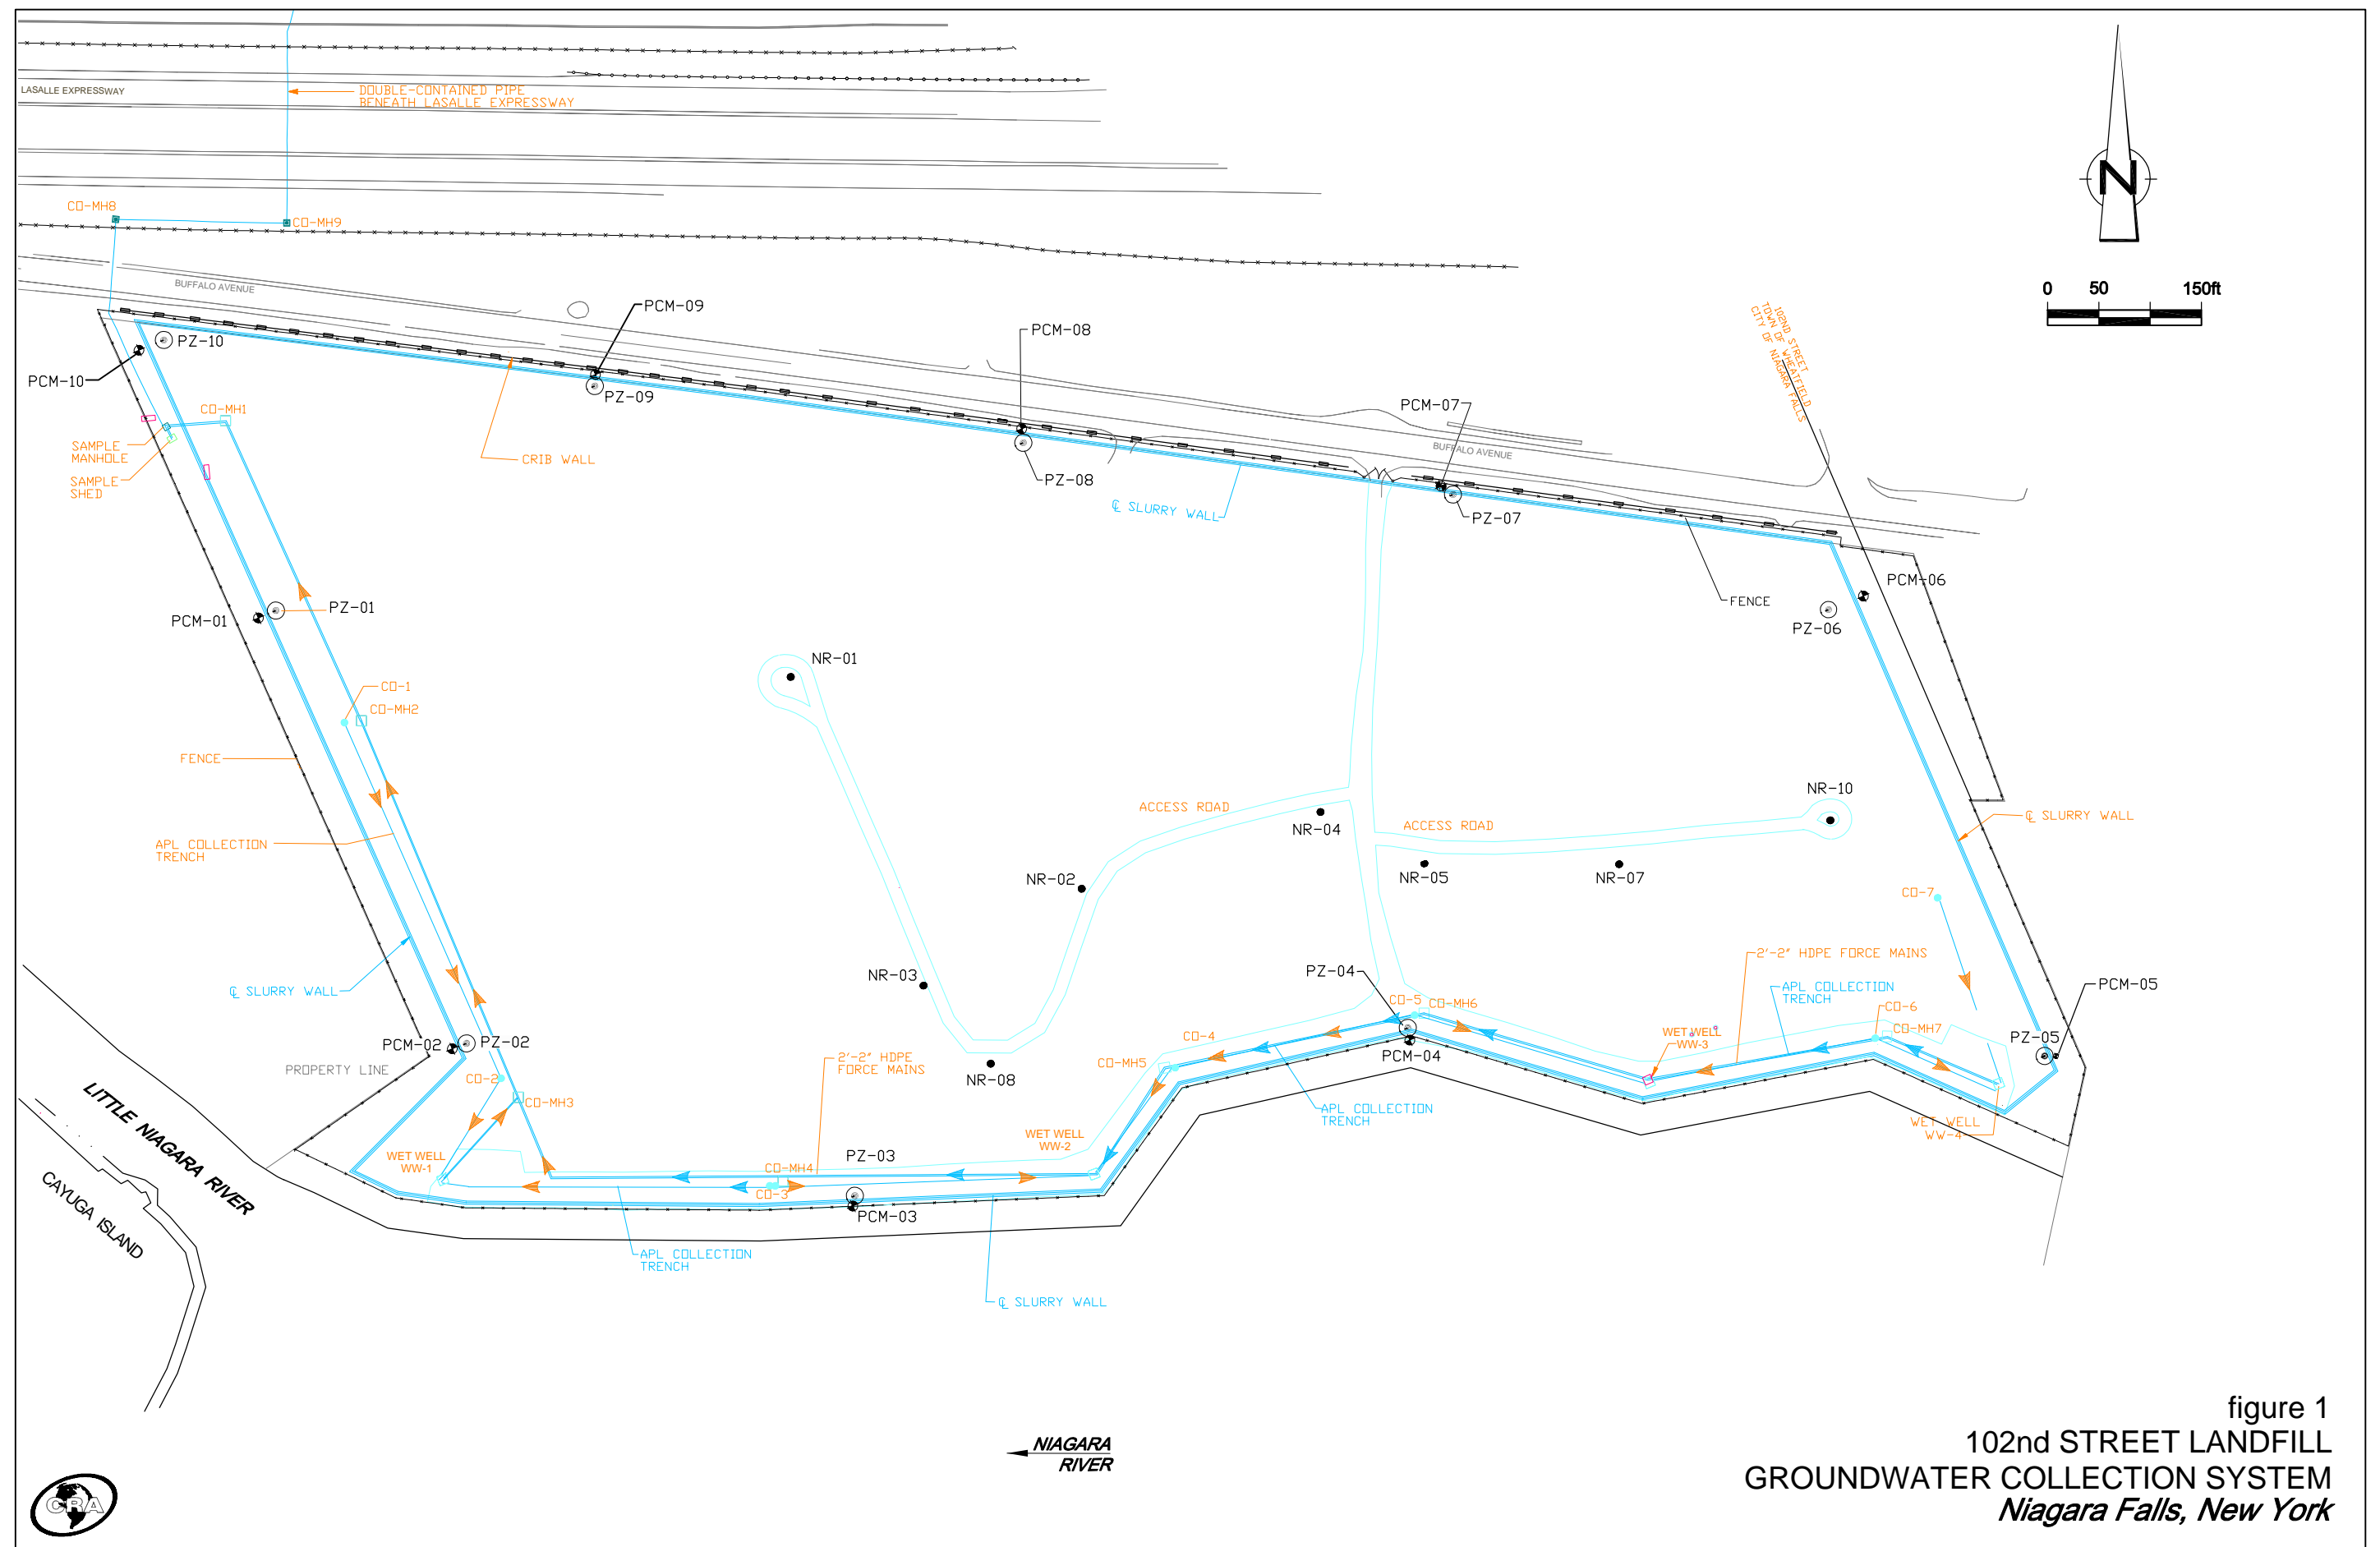 DOUBLE-CONTAINED PIPE
BENEATH LASALLE EXPRESSWAY
LASALLE EXPRESSWAY
N
CO-MH8
CO-MH9
0 50 150ft
BUFFALO AVENUE
PCM-09
PCM-08
102ND STREET
TOWN OF WHEATFIELD
CITY OF NIAGARA FALLS
PZ-10
PCM-10
PZ-09
PCM-07
CO-MH1
SAMPLE
MANHOLE
SAMPLE
SHED
CRIB WALL
BUFFALO AVENUE
PZ-08
℄ SLURRY WALL
PZ-07
PCM-06
FENCE
PZ-01
PCM-01
PZ-06
NR-01
CO-1
CO-MH2
FENCE
ACCESS ROAD
NR-10
NR-04
ACCESS ROAD
℄ SLURRY WALL
APL COLLECTION
TRENCH
NR-02
NR-05
NR-07
CO-7
2'-2" HDPE FORCE MAINS
NR-03
PZ-04
℄ SLURRY WALL
APL COLLECTION
TRENCH
PCM-05
CO-5
CO-MH6
CO-6
CO-MH7
WET WELL
WW-3
PZ-05
PCM-02
PZ-02
PCM-04
PROPERTY LINE
2'-2" HDPE
FORCE MAINS
CO-4
CO-MH5
CO-2
NR-08
CO-MH3
APL COLLECTION
TRENCH
WET WELL
WW-4
LITTLE NIAGARA RIVER
WET WELL
WW-2
WET WELL
WW-1
PZ-03
CO-MH4
CO-3
CAYUGA ISLAND
PCM-03
APL COLLECTION
TRENCH
℄ SLURRY WALL
NIAGARA
RIVER
figure 1
102nd STREET LANDFILL
GROUNDWATER COLLECTION SYSTEM
Niagara Falls, New York
CRA